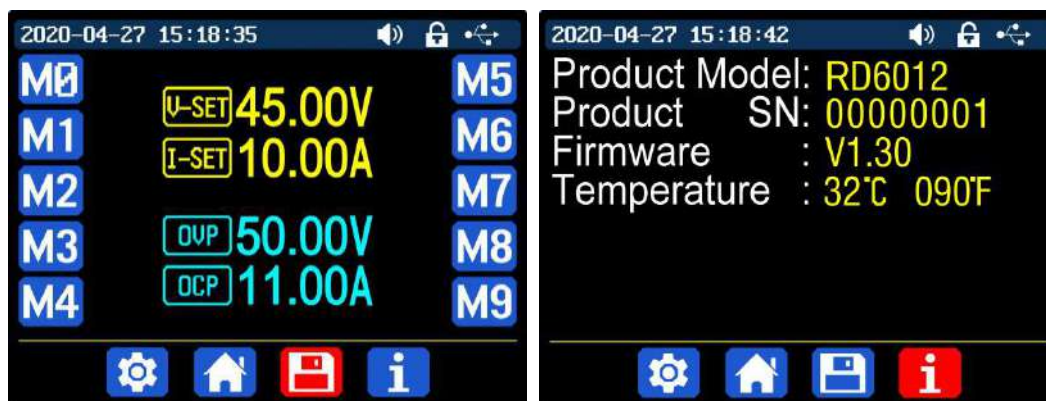 2020-04-27 15:18:35
M0
M1
M2
M3
M4
V-SET 45.00V
I-SET 10.00A
OVP 50.00V
OCP 11.00A
M5
M6
M7
M8
M9
i
2020-04-27 15:18:42
Product Model: RD6012
Product SN: 00000001
Firmware : V1.30
Temperature : 32℃ 090℉
i